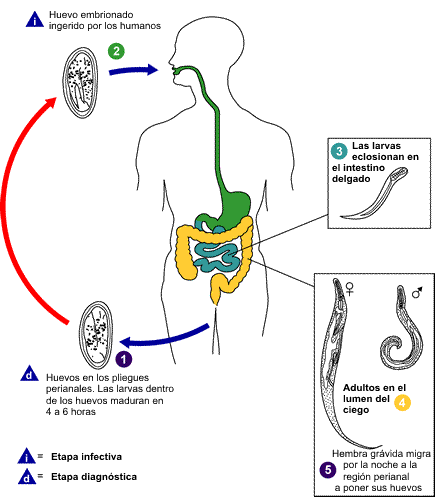 i
Huevo embrionado
ingerido por los humanos
2
3 Las larvas
eclosionan en
el intestino
delgado
♀ ♂
Adultos en el
lumen del
ciego 4
Hembra grávida migra
5 por la noche a la
región perianal
a poner sus huevos
1
d Huevos en los pliegues
perianales. Las larvas dentro
de los huevos maduran en
4 a 6 horas
i = Etapa infectiva
d = Etapa diagnóstica